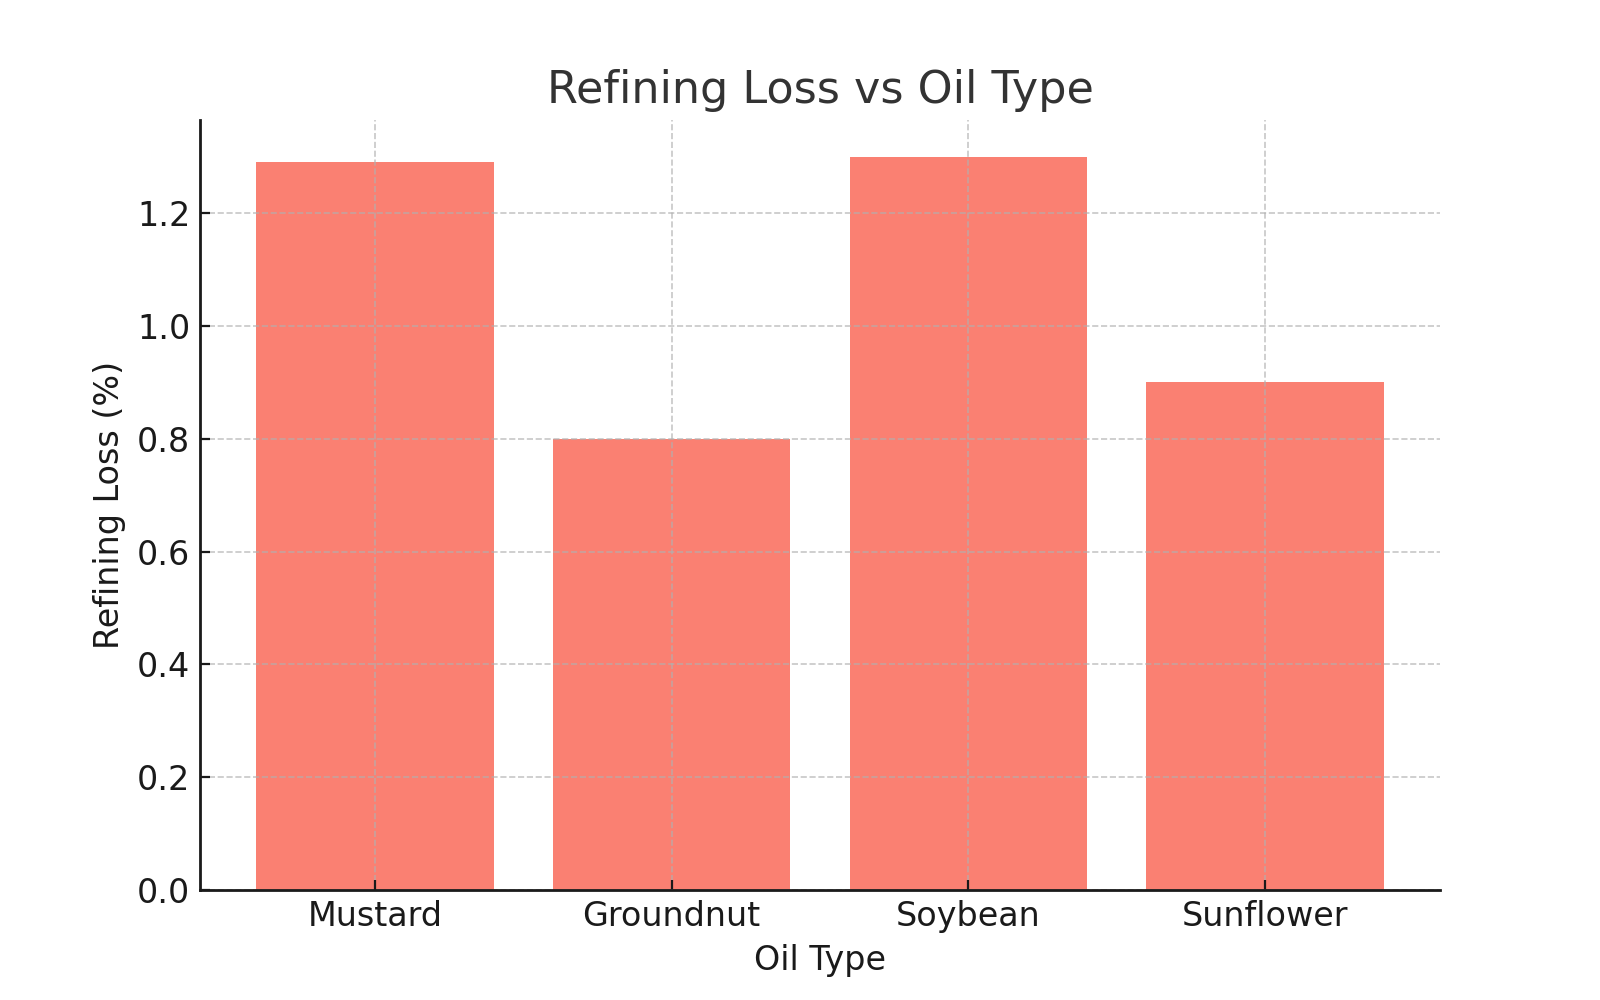 Refining Loss vs Oil Type
Refining Loss (%)
1.2
1.0
0.8
0.6
0.4
0.2
0.0
Mustard Groundnut Soybean Sunflower
Oil Type